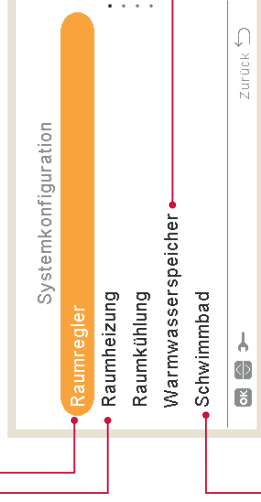 Systemkonfiguration
Raumregler
Raumheizung
Raumkühlung
Warmwasserspeicher
Schwimmbad
OK Zurück